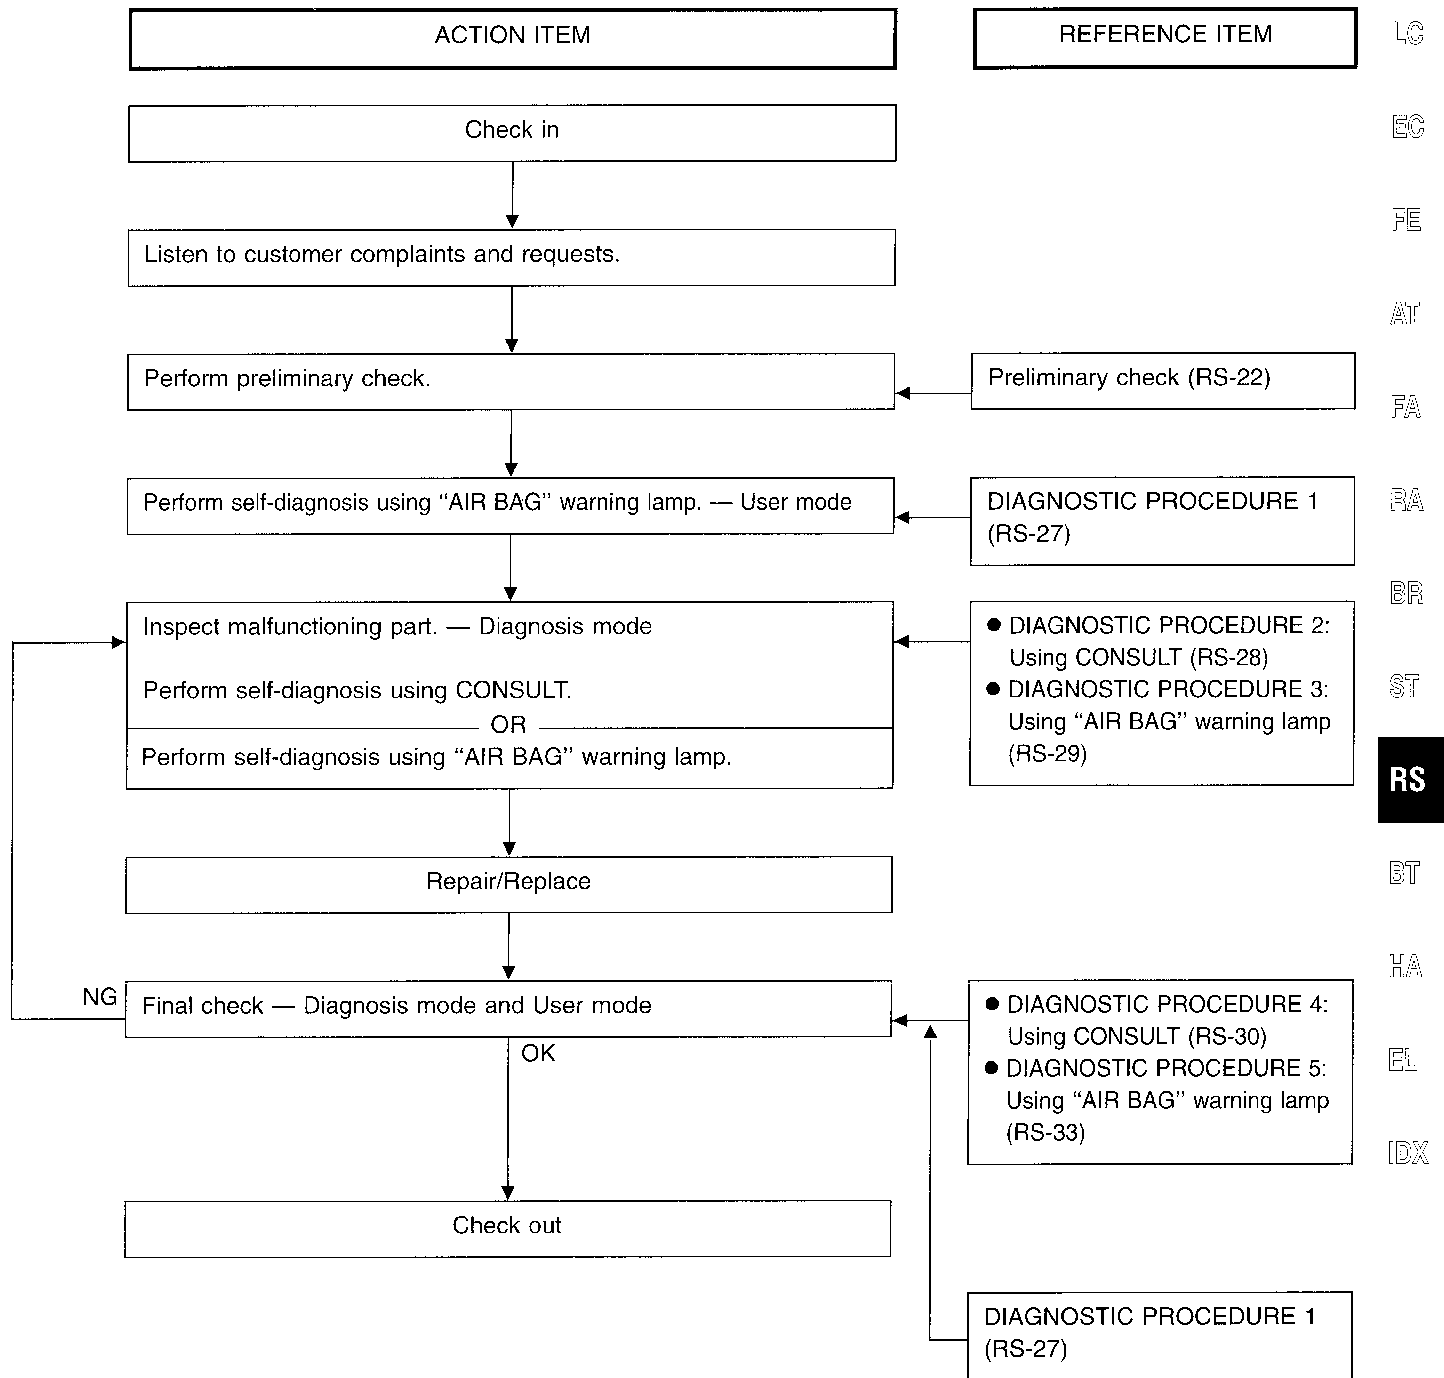 ACTION ITEM
REFERENCE ITEM
Check in
Listen to customer complaints and requests.
Perform preliminary check.
Preliminary check (RS-22)
Perform self-diagnosis using “AIR BAG” warning lamp. — User mode
DIAGNOSTIC PROCEDURE 1
(RS-27)
Inspect malfunctioning part. — Diagnosis mode
Perform self-diagnosis using CONSULT.
OR
Perform self-diagnosis using “AIR BAG” warning lamp.
● DIAGNOSTIC PROCEDURE 2:
Using CONSULT (RS-28)
● DIAGNOSTIC PROCEDURE 3:
Using “AIR BAG” warning lamp
(RS-29)
Repair/Replace
NG
Final check — Diagnosis mode and User mode
OK
● DIAGNOSTIC PROCEDURE 4:
Using CONSULT (RS-30)
● DIAGNOSTIC PROCEDURE 5:
Using “AIR BAG” warning lamp
(RS-33)
Check out
DIAGNOSTIC PROCEDURE 1
(RS-27)
LC
EC
FE
AT
FA
RA
BR
ST
RS
BT
HA
EL
IDX